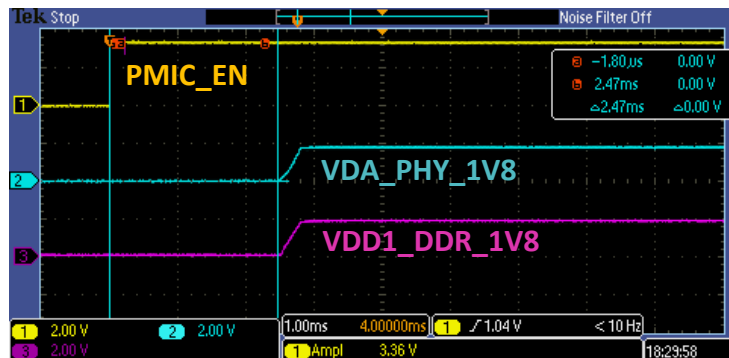 Tek Stop Noise Filter Off
a −1.80µs 0.00 V
b 2.47ms 0.00 V
△2.47ms △0.00 V
PMIC_EN
1
VDA_PHY_1V8
2
VDD1_DDR_1V8
3
1 2.00 V 2 2.00 V 1.00ms 4.00000ms 1 1.04 V < 10 Hz
3 2.00 V 1 Ampl 3.36 V 18:29:58